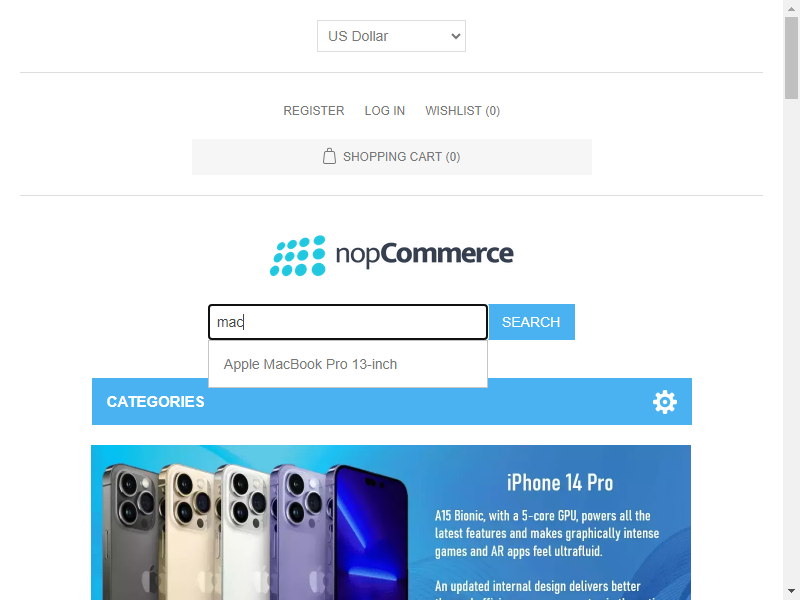 US Dollar
REGISTER LOG IN WISHLIST (0)
SHOPPING CART (0)
nopCommerce
mac SEARCH
Apple MacBook Pro 13-inch
CATEGORIES
iPhone 14 Pro
A15 Bionic, with a 5-core GPU, powers all the
latest features and makes graphically intense
games and AR apps feel ultrafluid.
An updated internal design delivers better